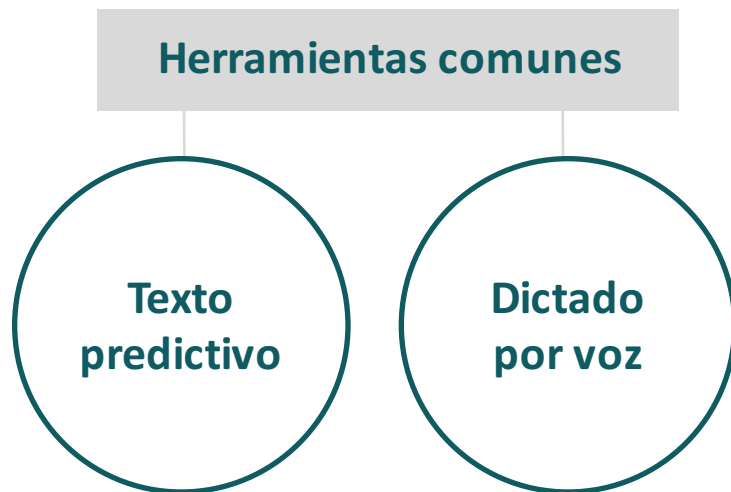 Herramientas comunes
Texto
predictivo
Dictado
por voz